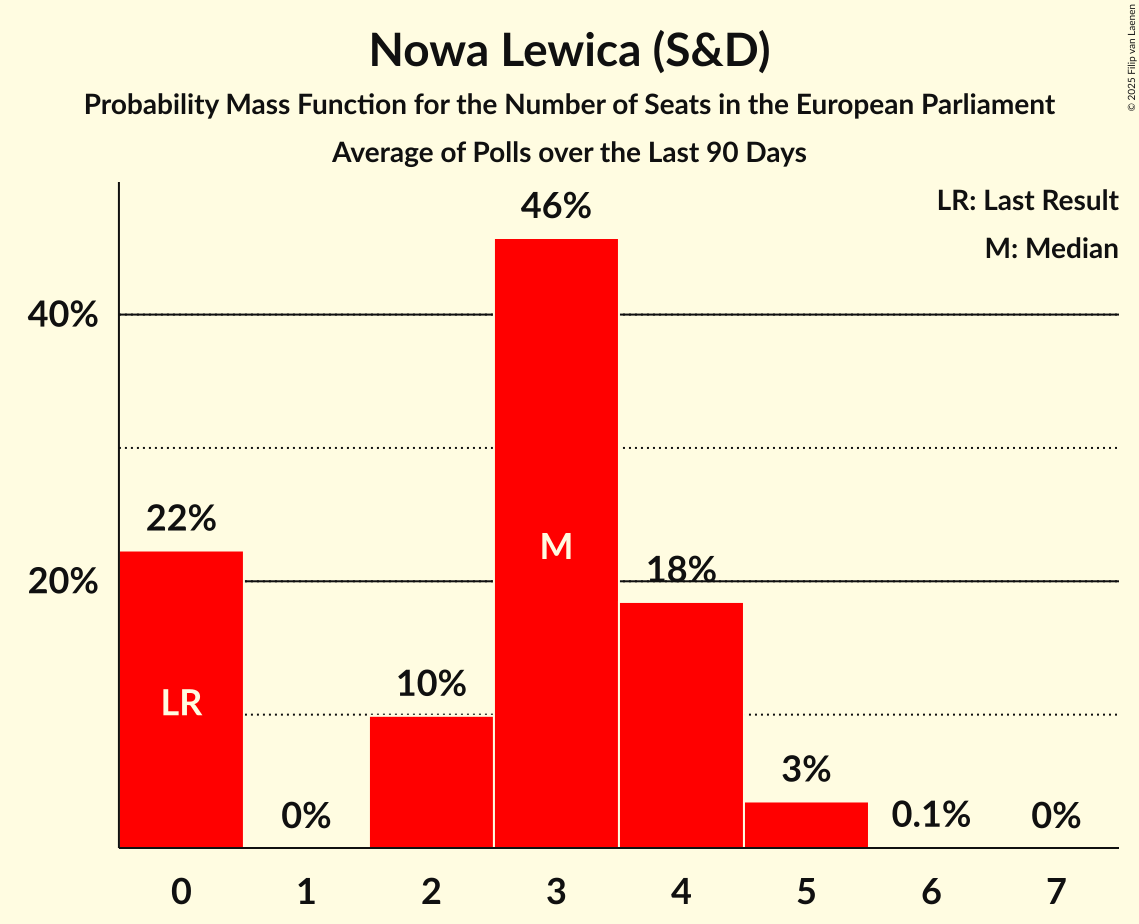 Nowa Lewica (S&D)
Probability Mass Function for the Number of Seats in the European Parliament
Average of Polls over the Last 90 Days
© 2025 Filip van Laenen
LR: Last Result
M: Median
46%
40%
22%
M
20%
18%
10%
LR
3%
0%
0.1%
0%
0 1 2 3 4 5 6 7